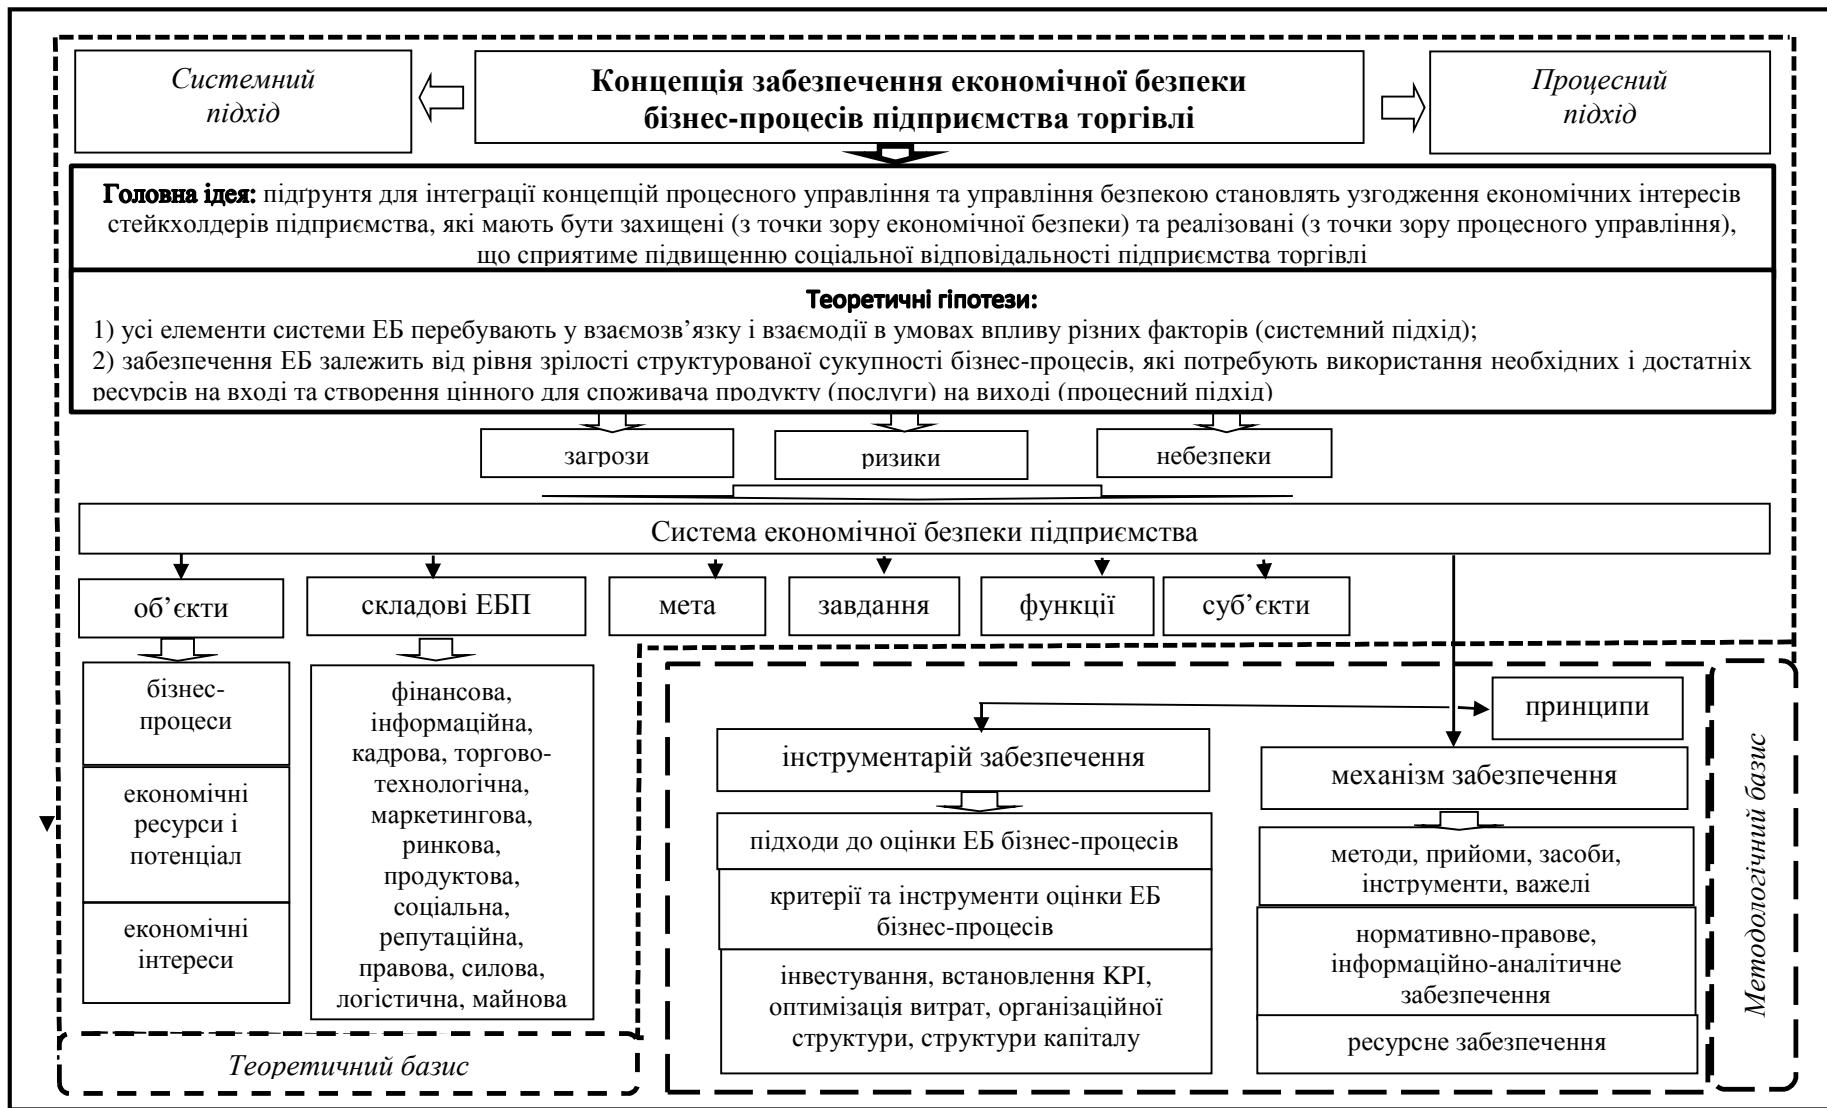 Системний
підхід
Концепція забезпечення економічної безпеки
бізнес-процесів підприємства торгівлі
Процесний
підхід
Головна ідея: підґрунтя для інтеграції концепцій процесного управління та управління безпекою становлять узгодження економічних інтересів
стейкхолдерів підприємства, які мають бути захищені (з точки зору економічної безпеки) та реалізовані (з точки зору процесного управління),
що сприятиме підвищенню соціальної відповідальності підприємства торгівлі
Теоретичні гіпотези:
1) усі елементи системи ЕБ перебувають у взаємозв’язку і взаємодії в умовах впливу різних факторів (системний підхід);
2) забезпечення ЕБ залежить від рівня зрілості структурованої сукупності бізнес-процесів, які потребують використання необхідних і достатніх
ресурсів на вході та створення цінного для споживача продукту (послуги) на виході (процесний підхід)
загрози
ризики
небезпеки
Система економічної безпеки підприємства
об’єкти
складові ЕБП
мета
завдання
функції
суб’єкти
бізнес-
процеси
економічні
ресурси і
потенціал
економічні
інтереси
фінансова,
інформаційна,
кадрова, торгово-
технологічна,
маркетингова,
ринкова,
продуктова,
соціальна,
репутаційна,
правова, силова,
логістична, майнова
Теоретичний базис
принципи
інструментарій забезпечення
підходи до оцінки ЕБ бізнес-процесів
критерії та інструменти оцінки ЕБ
бізнес-процесів
інвестування, встановлення KPI,
оптимізація витрат, організаційної
структури, структури капіталу
механізм забезпечення
методи, прийоми, засоби,
інструменти, важелі
нормативно-правове,
інформаційно-аналітичне
забезпечення
ресурсне забезпечення
Методологічний базис